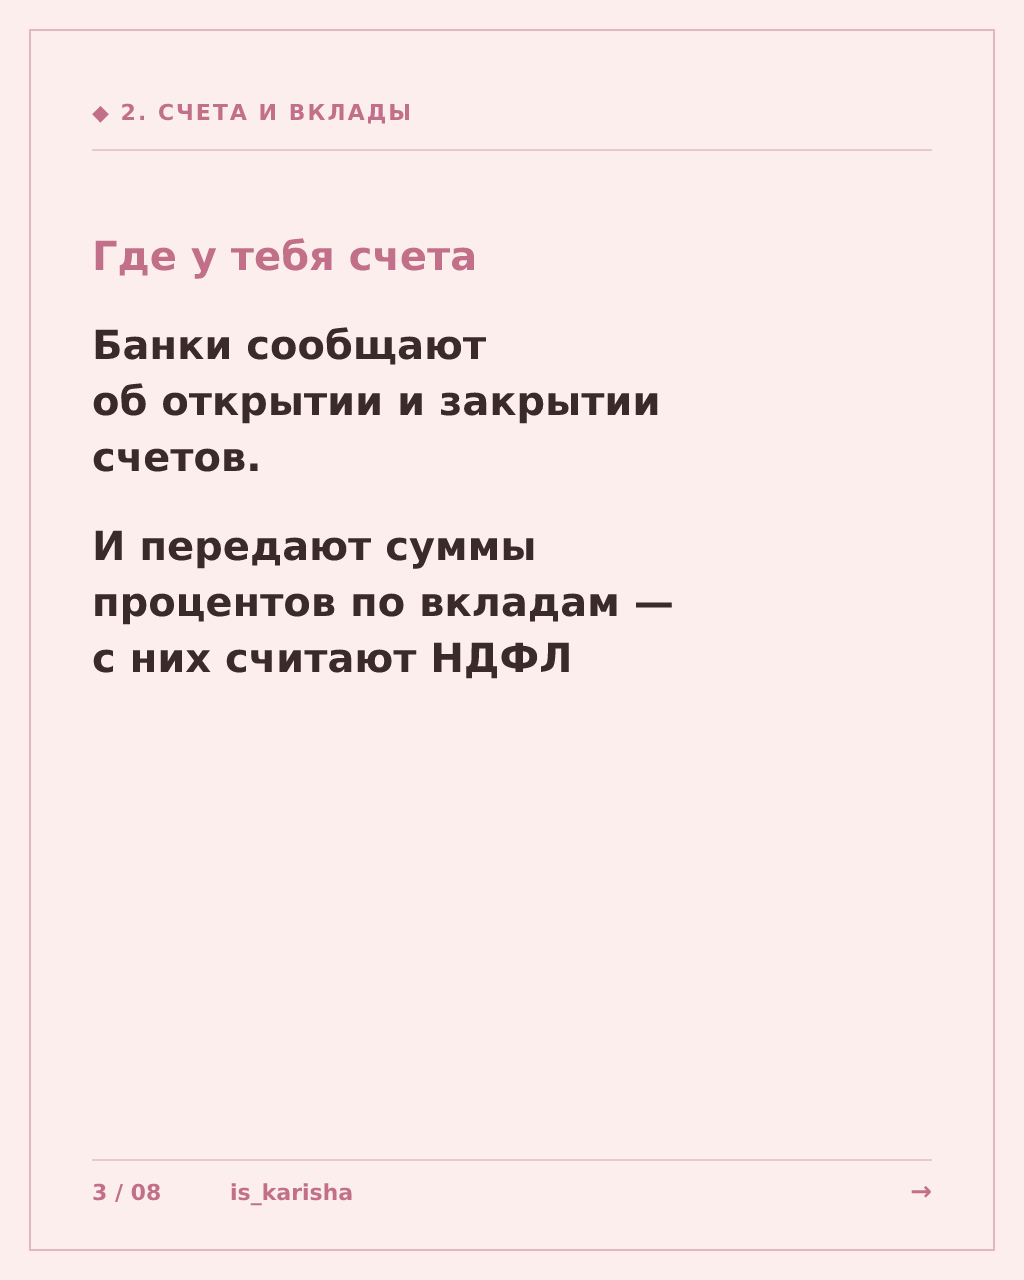 ◆ 2. СЧЕТА И ВКЛАДЫ
Где у тебя счета
Банки сообщают
об открытии и закрытии
счетов.
И передают суммы
процентов по вкладам —
с них считают НДФЛ
3 / 08 is_karisha →